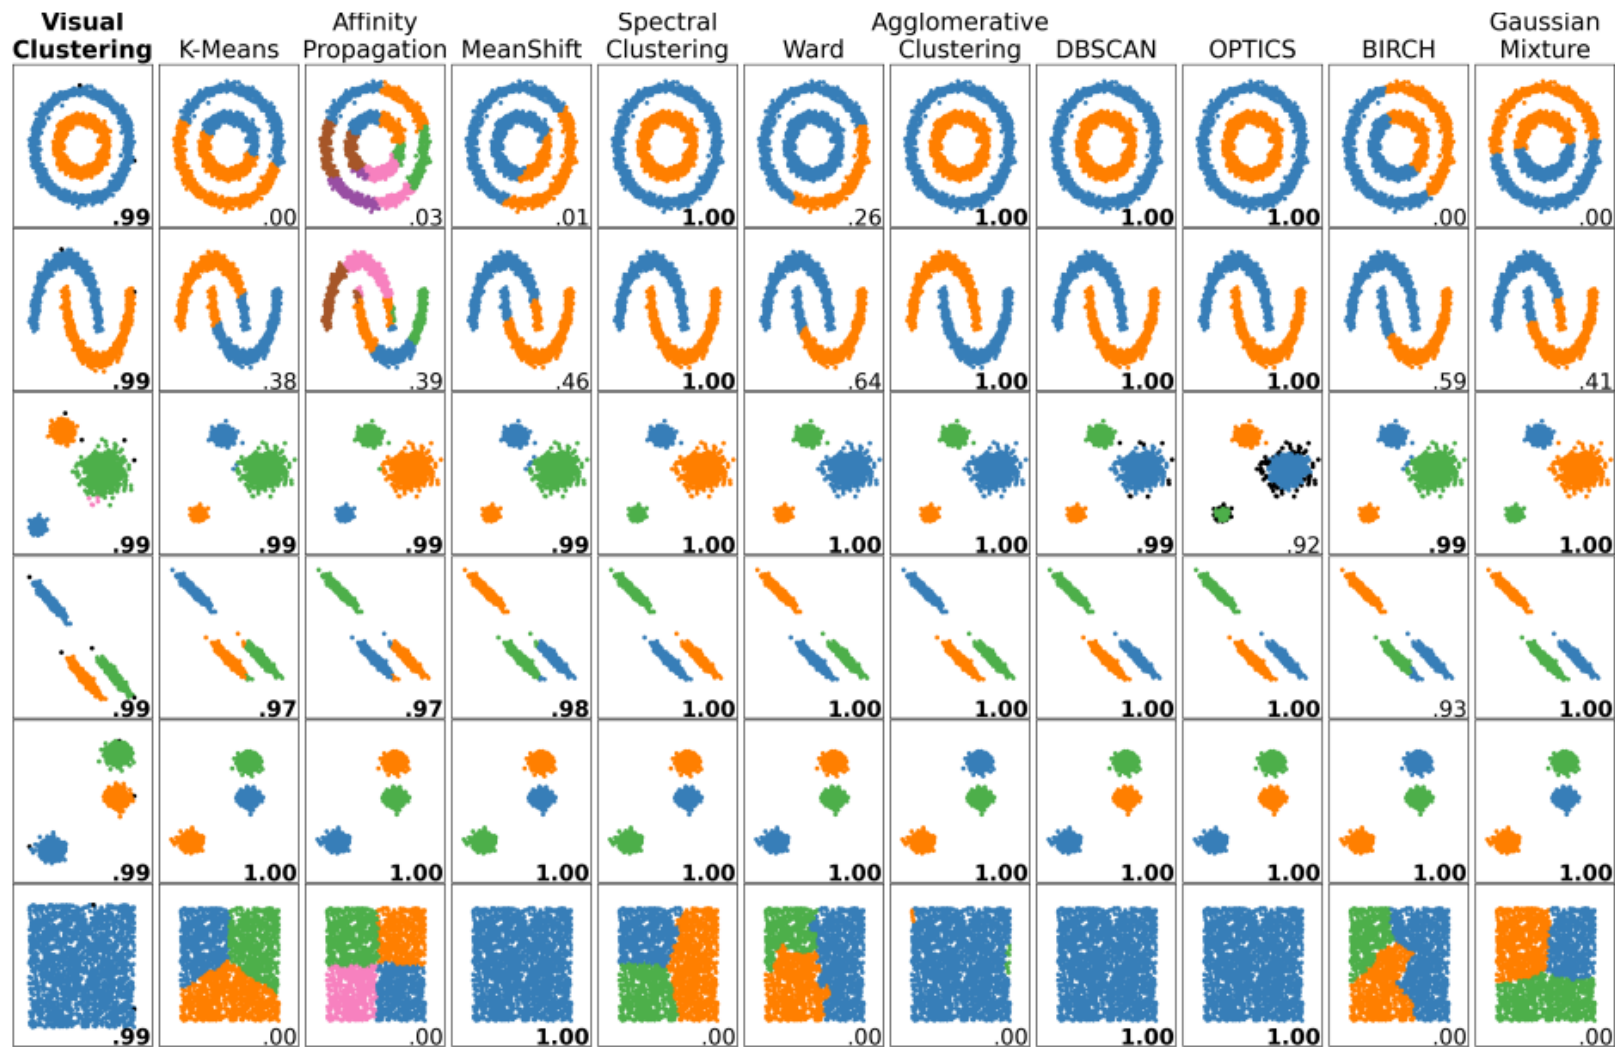 Visual Clustering
K-Means
Affinity Propagation
MeanShift
Spectral Clustering
Ward
Agglomerative Clustering
DBSCAN
OPTICS
BIRCH
Gaussian Mixture
.99 .00 .03 .01 1.00 .26 1.00 1.00 1.00 .00 .00
.99 .38 .39 .46 1.00 .64 1.00 1.00 1.00 .59 .41
.99 .99 .99 .99 1.00 1.00 1.00 .99 .92 .99 1.00
.99 .97 .97 .98 1.00 1.00 1.00 1.00 1.00 .93 1.00
.99 1.00 1.00 1.00 1.00 1.00 1.00 1.00 1.00 1.00 1.00
.99 .00 .00 1.00 .00 .00 .00 1.00 1.00 .00 .00